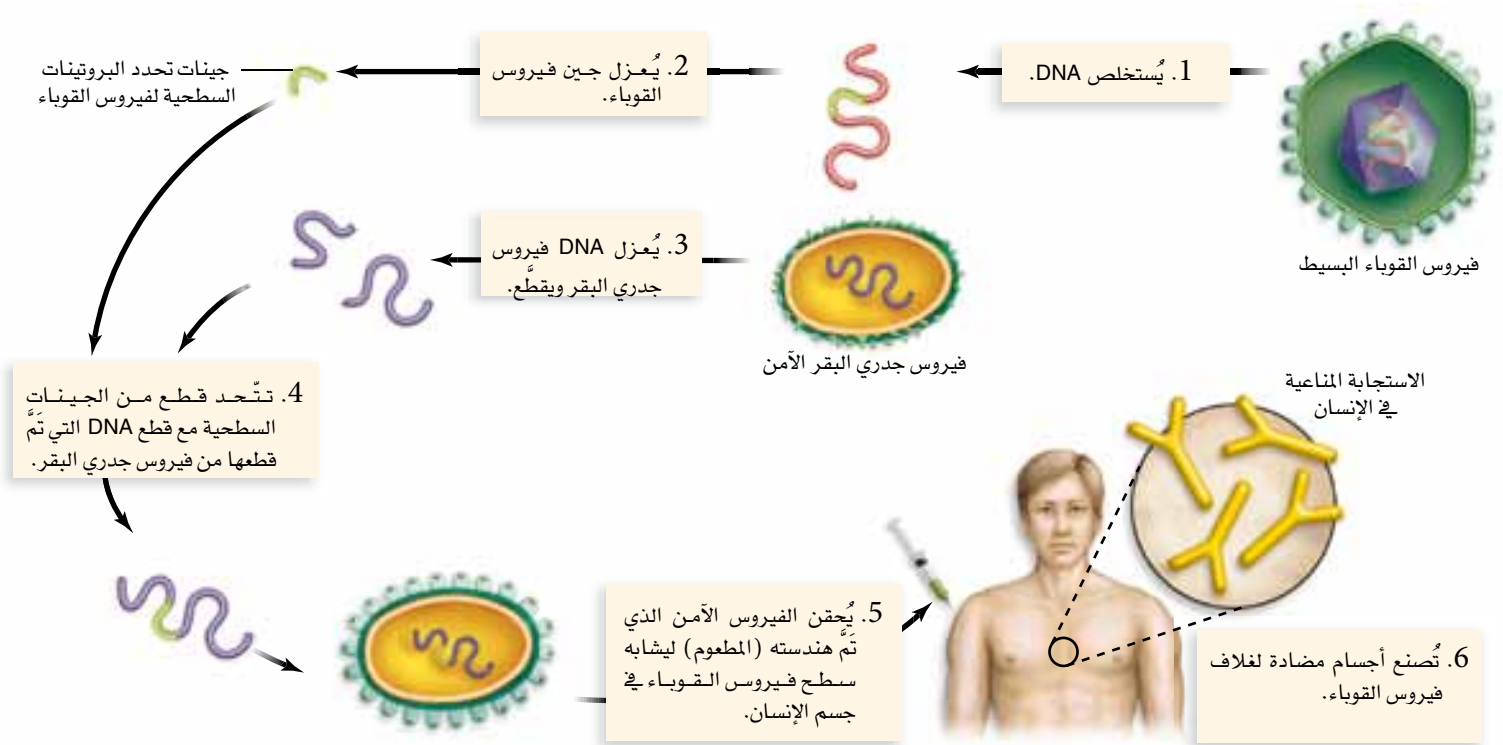 1. يُستخلص DNA.
2. يُعزل جين فيروس
القوباء.
جينات تحدد البروتينات
السطحية لفيروس القوباء
فيروس القوباء البسيط
3. يُعزل DNA فيروس
جدري البقر ويقطَّع.
فيروس جدري البقر الآمن
4. تتّحد قطع من الجينات
السطحية مع قطع DNA التي تَمَّ
قطعها من فيروس جدري البقر.
5. يُحقن الفيروس الآمن الذي
تَمَّ هندسته (المطعوم) ليشابه
سطح فيروس القوباء في
جسم الإنسان.
الاستجابة المناعية
في الإنسان
6. تُصنع أجسام مضادة لغلاف
فيروس القوباء.